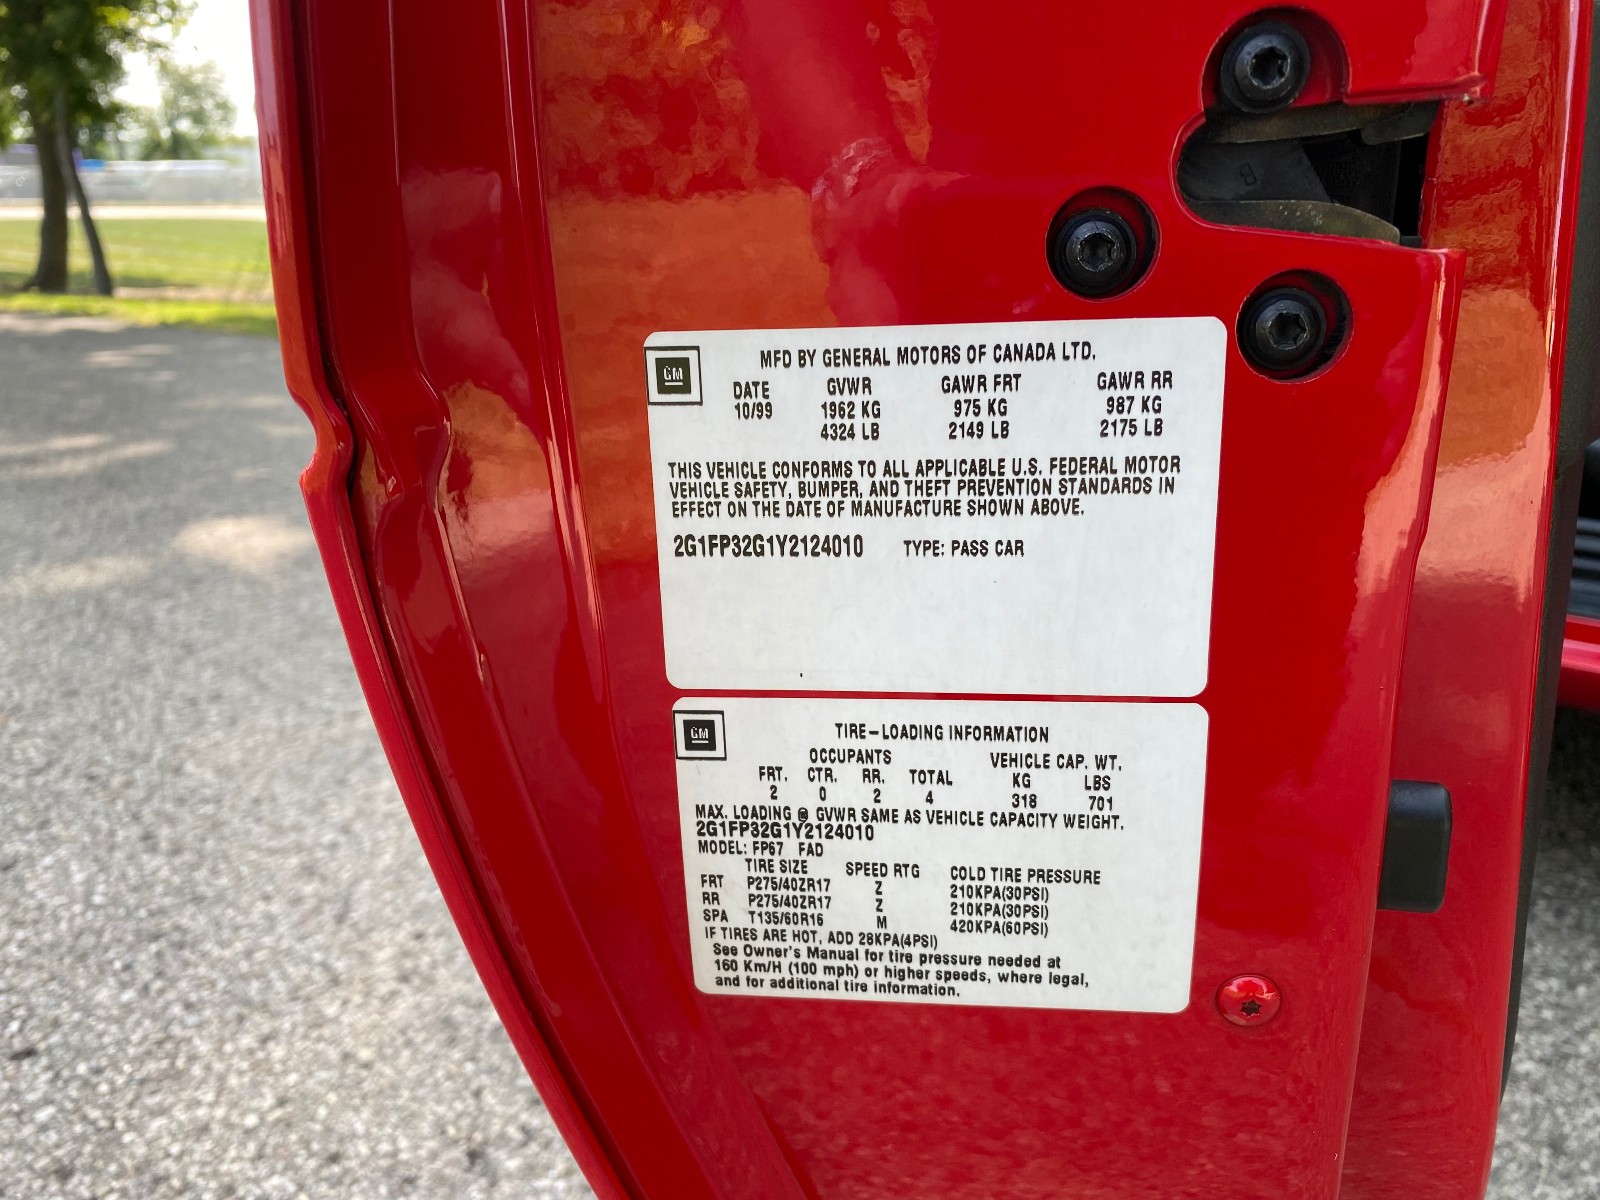 GM
MFD BY GENERAL MOTORS OF CANADA LTD.
DATE GVWR GAWR FRT GAWR RR
10/99 1962 KG 975 KG 987 KG
4324 LB 2149 LB 2175 LB
THIS VEHICLE CONFORMS TO ALL APPLICABLE U.S. FEDERAL MOTOR
VEHICLE SAFETY, BUMPER, AND THEFT PREVENTION STANDARDS IN
EFFECT ON THE DATE OF MANUFACTURE SHOWN ABOVE.
2G1FP32G1Y2124010 TYPE: PASS CAR
GM
TIRE-LOADING INFORMATION
OCCUPANTS VEHICLE CAP. WT.
FRT. CTR. RR. TOTAL KG LBS
2 0 2 4 318 701
MAX. LOADING @ GVWR SAME AS VEHICLE CAPACITY WEIGHT.
2G1FP32G1Y2124010
MODEL: FP67 FAD
TIRE SIZE SPEED RTG COLD TIRE PRESSURE
FRT P275/40ZR17 Z 210KPA(30PSI)
RR P275/40ZR17 Z 210KPA(30PSI)
SPA T135/60R16 M 420KPA(60PSI)
IF TIRES ARE HOT, ADD 28KPA(4PSI)
See Owner's Manual for tire pressure needed at
160 Km/H (100 mph) or higher speeds, where legal,
and for additional tire information.